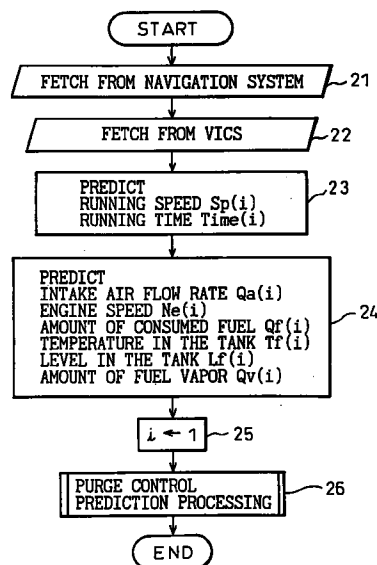 START
FETCH FROM NAVIGATION SYSTEM
21
FETCH FROM VICS
22
PREDICT
RUNNING SPEED Sp(i)
RUNNING TIME Time(i)
23
PREDICT
INTAKE AIR FLOW RATE Qa(i)
ENGINE SPEED Ne(i)
AMOUNT OF CONSUMED FUEL Qf(i)
TEMPERATURE IN THE TANK Tf(i)
LEVEL IN THE TANK Lf(i)
AMOUNT OF FUEL VAPOR Qv(i)
24
i ← 1
25
PURGE CONTROL
PREDICTION PROCESSING
26
END